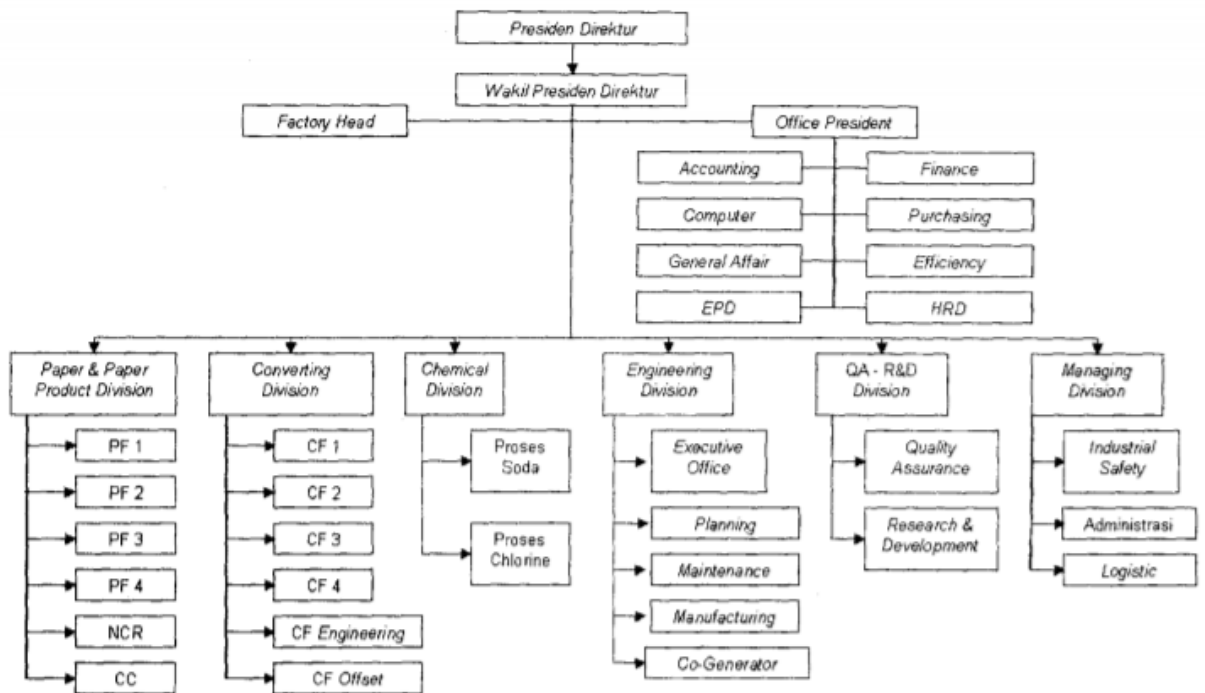 Presiden Direktur
Wakil Presiden Direktur
Factory Head
Office President
Accounting
Finance
Computer
Purchasing
General Affair
Efficiency
EPD
HRD
Paper & Paper
Product Division
Converting
Division
Chemical
Division
Engineering
Division
QA - R&D
Division
Managing
Division
PF 1
PF 2
PF 3
PF 4
NCR
CC
CF 1
CF 2
CF 3
CF 4
CF Engineering
CF Offset
Proses
Soda
Proses
Chlorine
Executive
Office
Planning
Maintenance
Manufacturing
Co-Generator
Quality
Assurance
Research &
Development
Industrial
Safety
Administrasi
Logistic